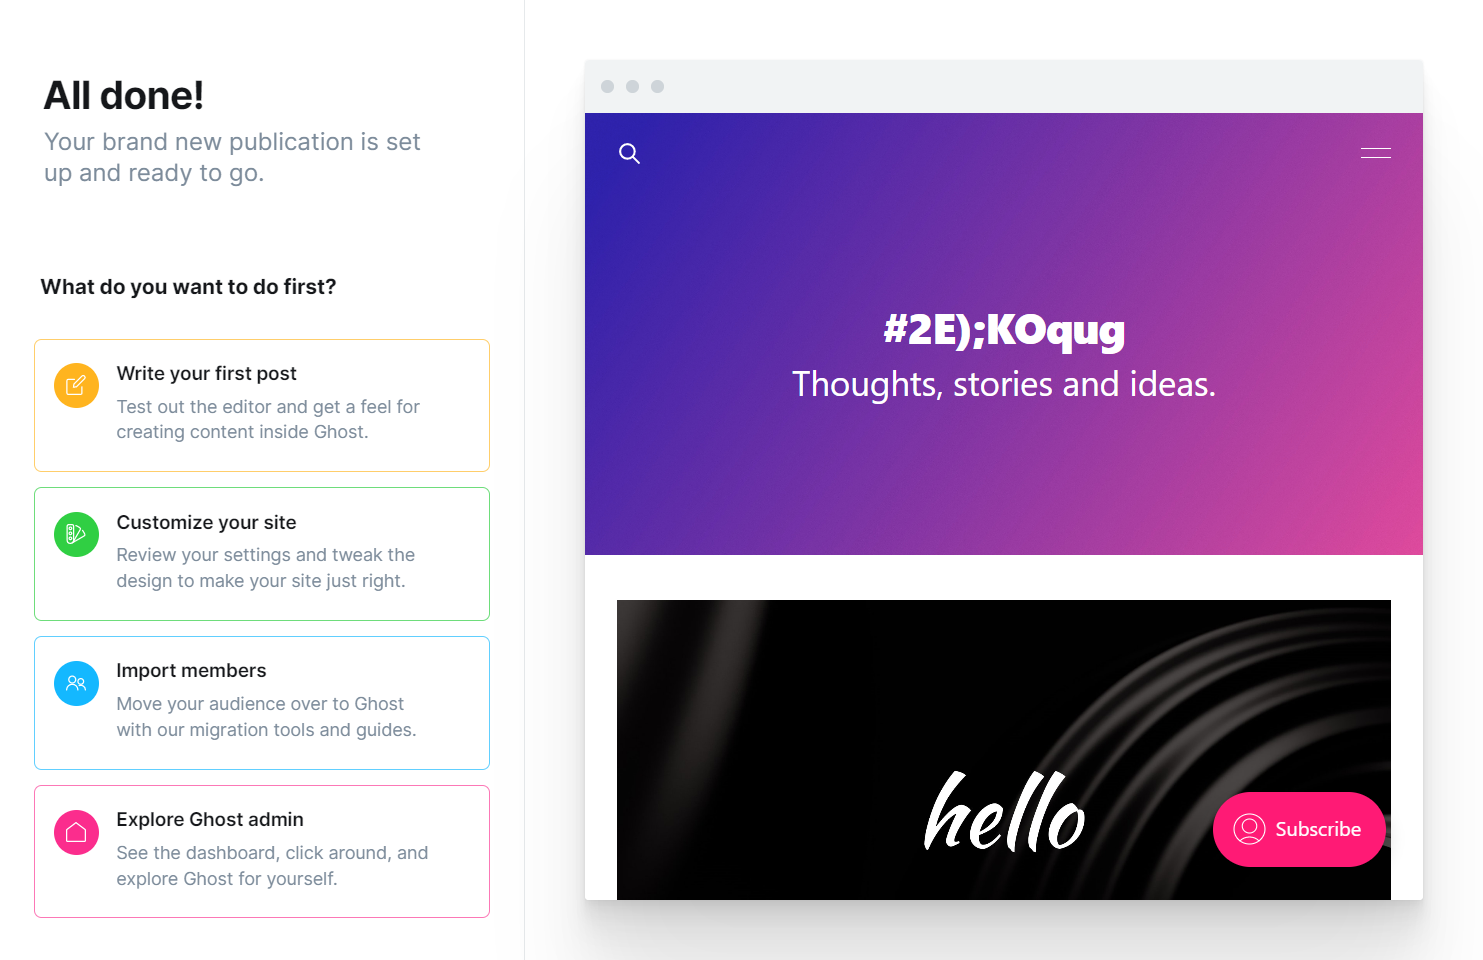 All done!
Your brand new publication is set
up and ready to go.
What do you want to do first?
Write your first post
Test out the editor and get a feel for
creating content inside Ghost.
Customize your site
Review your settings and tweak the
design to make your site just right.
Import members
Move your audience over to Ghost
with our migration tools and guides.
Explore Ghost admin
See the dashboard, click around, and
explore Ghost for yourself.
#2E);KOqug
Thoughts, stories and ideas.
hello
Subscribe